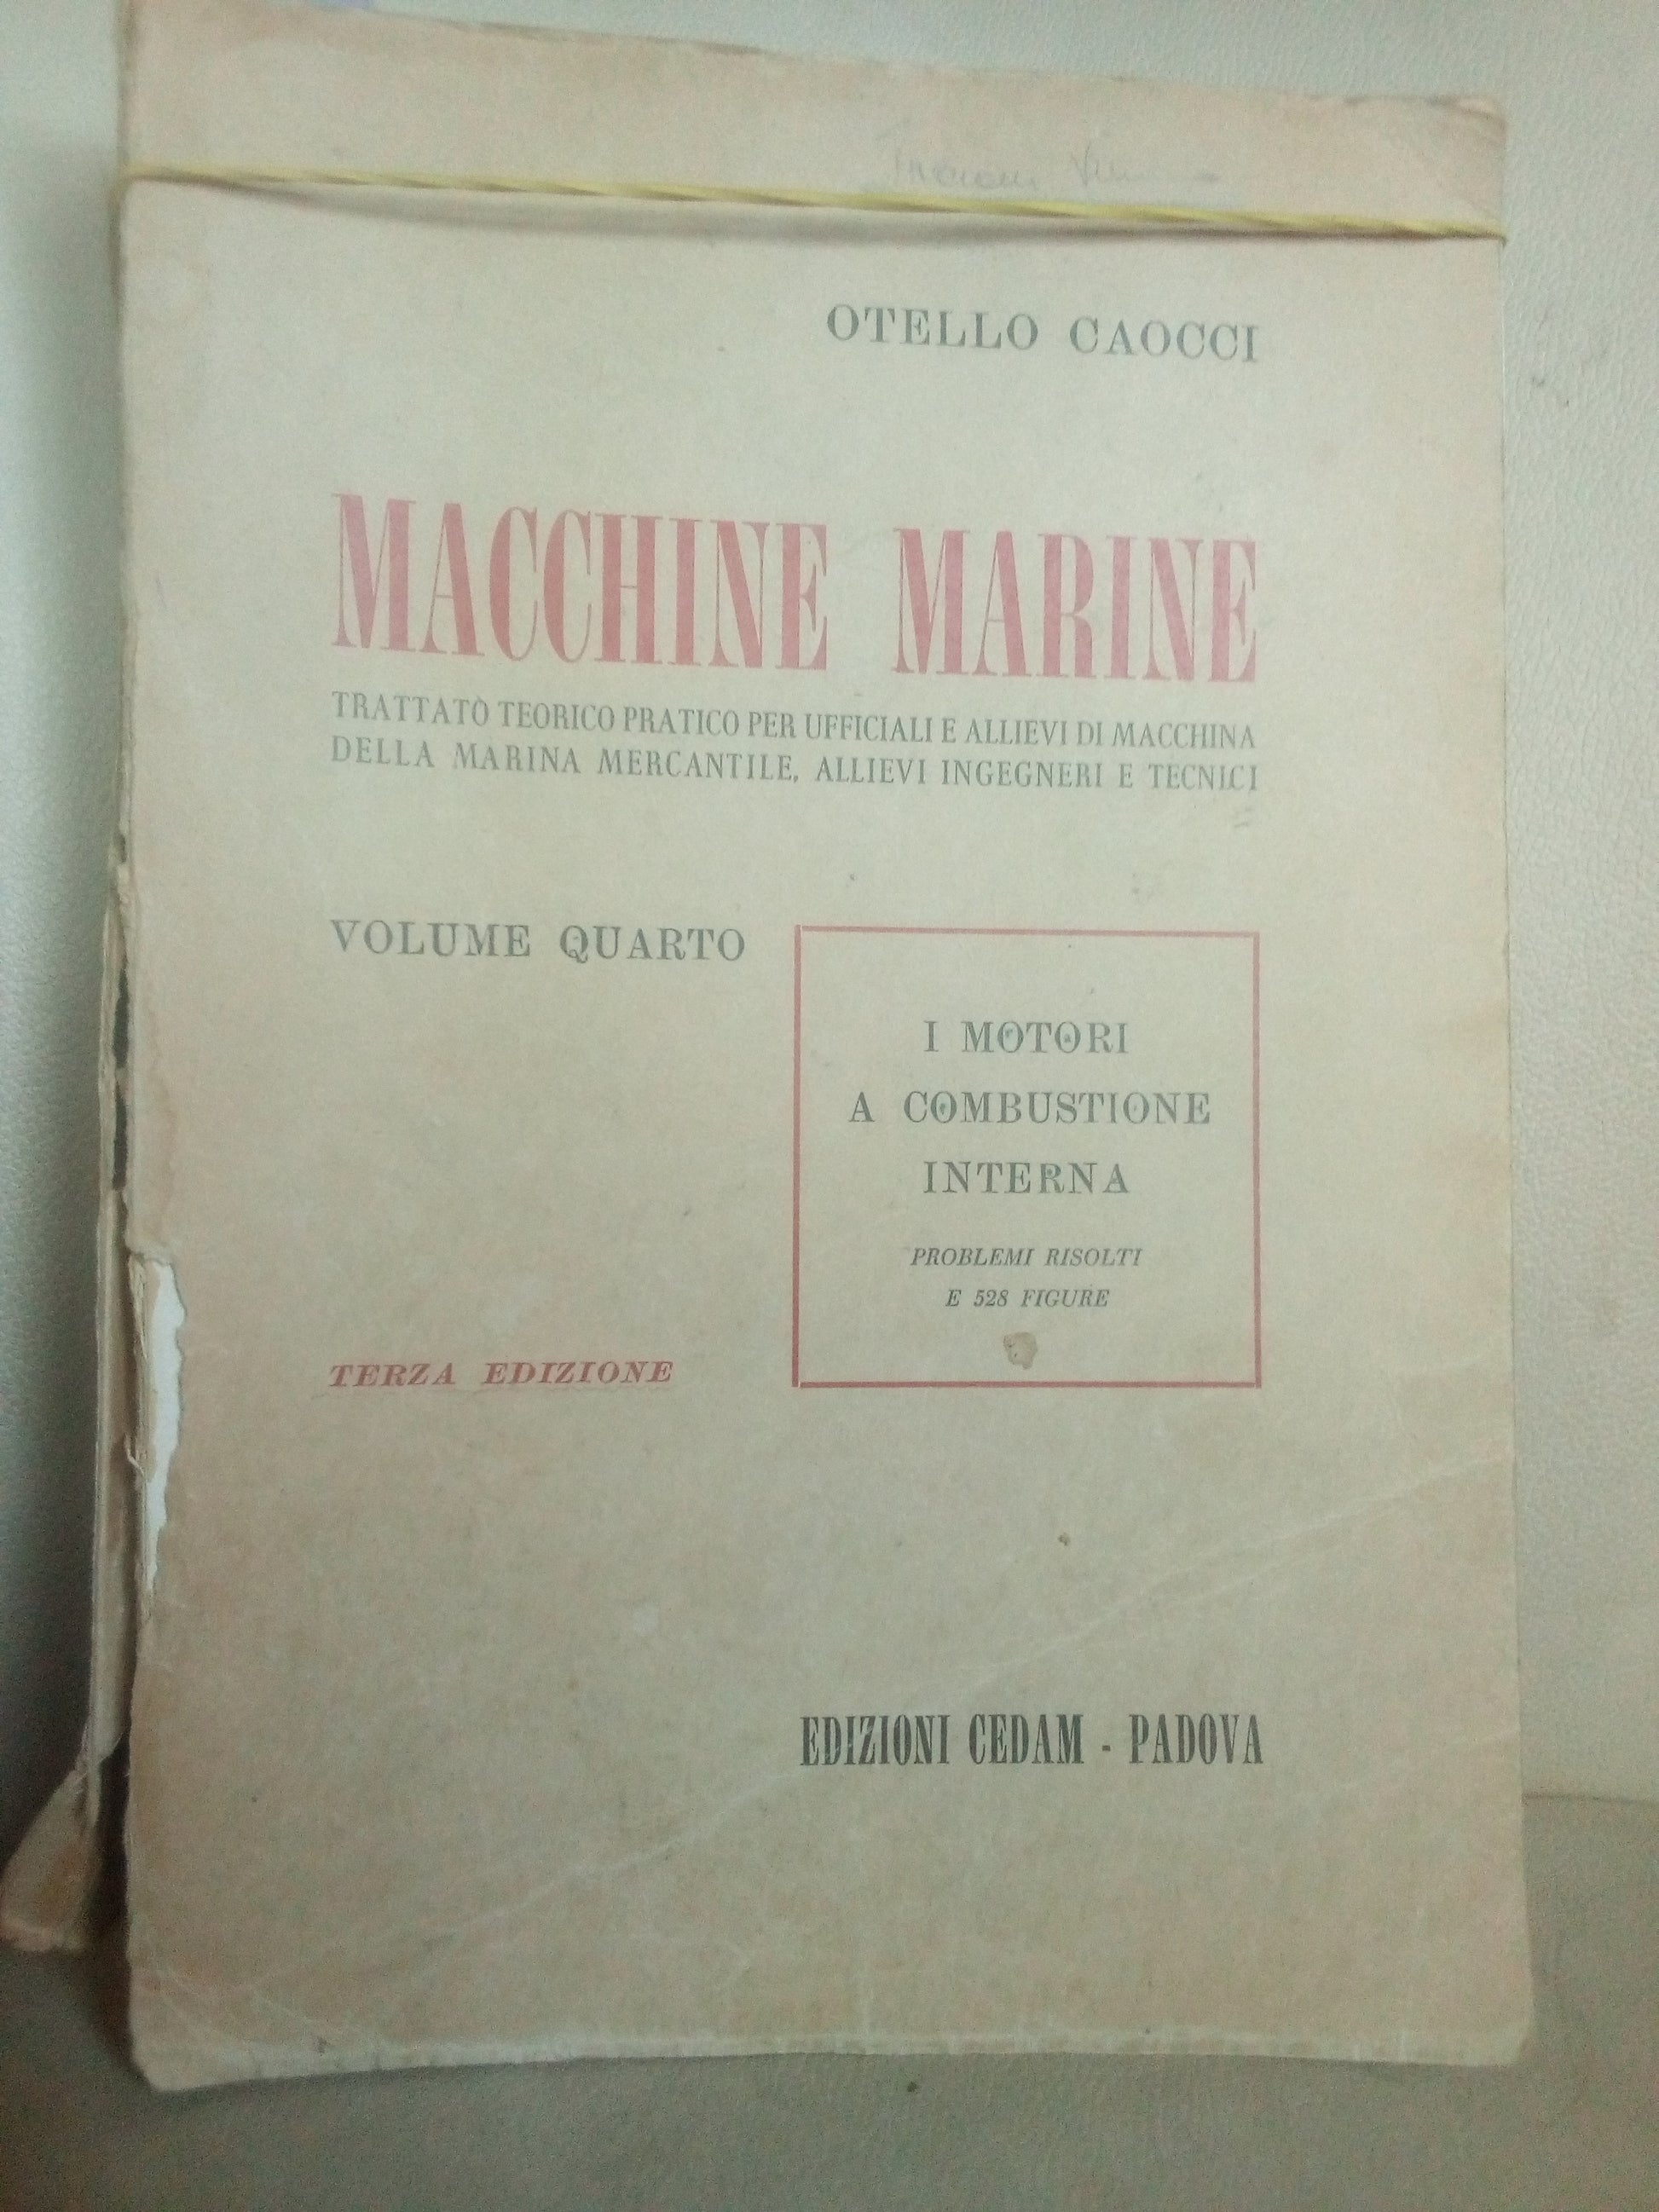 OTELLO CAOCCI
MACCHINE MARINE
TRATTATO TEORICO PRATICO PER UFFICIALI E ALLIEVI DI MACCHINA
DELLA MARINA MERCANTILE, ALLIEVI INGEGNERI E TECNICI
VOLUME QUARTO
I MOTORI
A COMBUSTIONE
INTERNA
PROBLEMI RISOLTI
E 528 FIGURE
TERZA EDIZIONE
EDIZIONI CEDAM - PADOVA